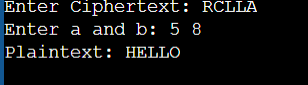 Enter Ciphertext: RCLLA
Enter a and b: 5 8
Plaintext: HELLO